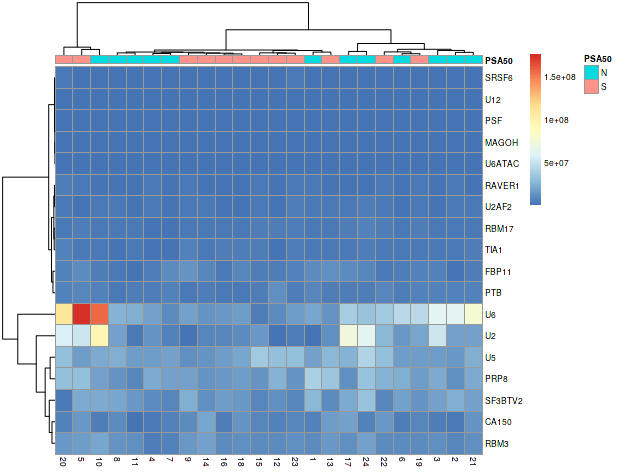 PSA50
SRSF6
U12
PSF
MAGOH
U6ATAC
RAVER1
U2AF2
RBM17
TIA1
FBP11
PTB
U6
U2
U5
PRP8
SF3BTV2
CA150
RBM3
20 5 10 8 11 4 7 9 14 16 18 15 12 23 1 13 17 24 22 6 19 3 2 21
1.5e+08
1e+08
5e+07
PSA50
N
S